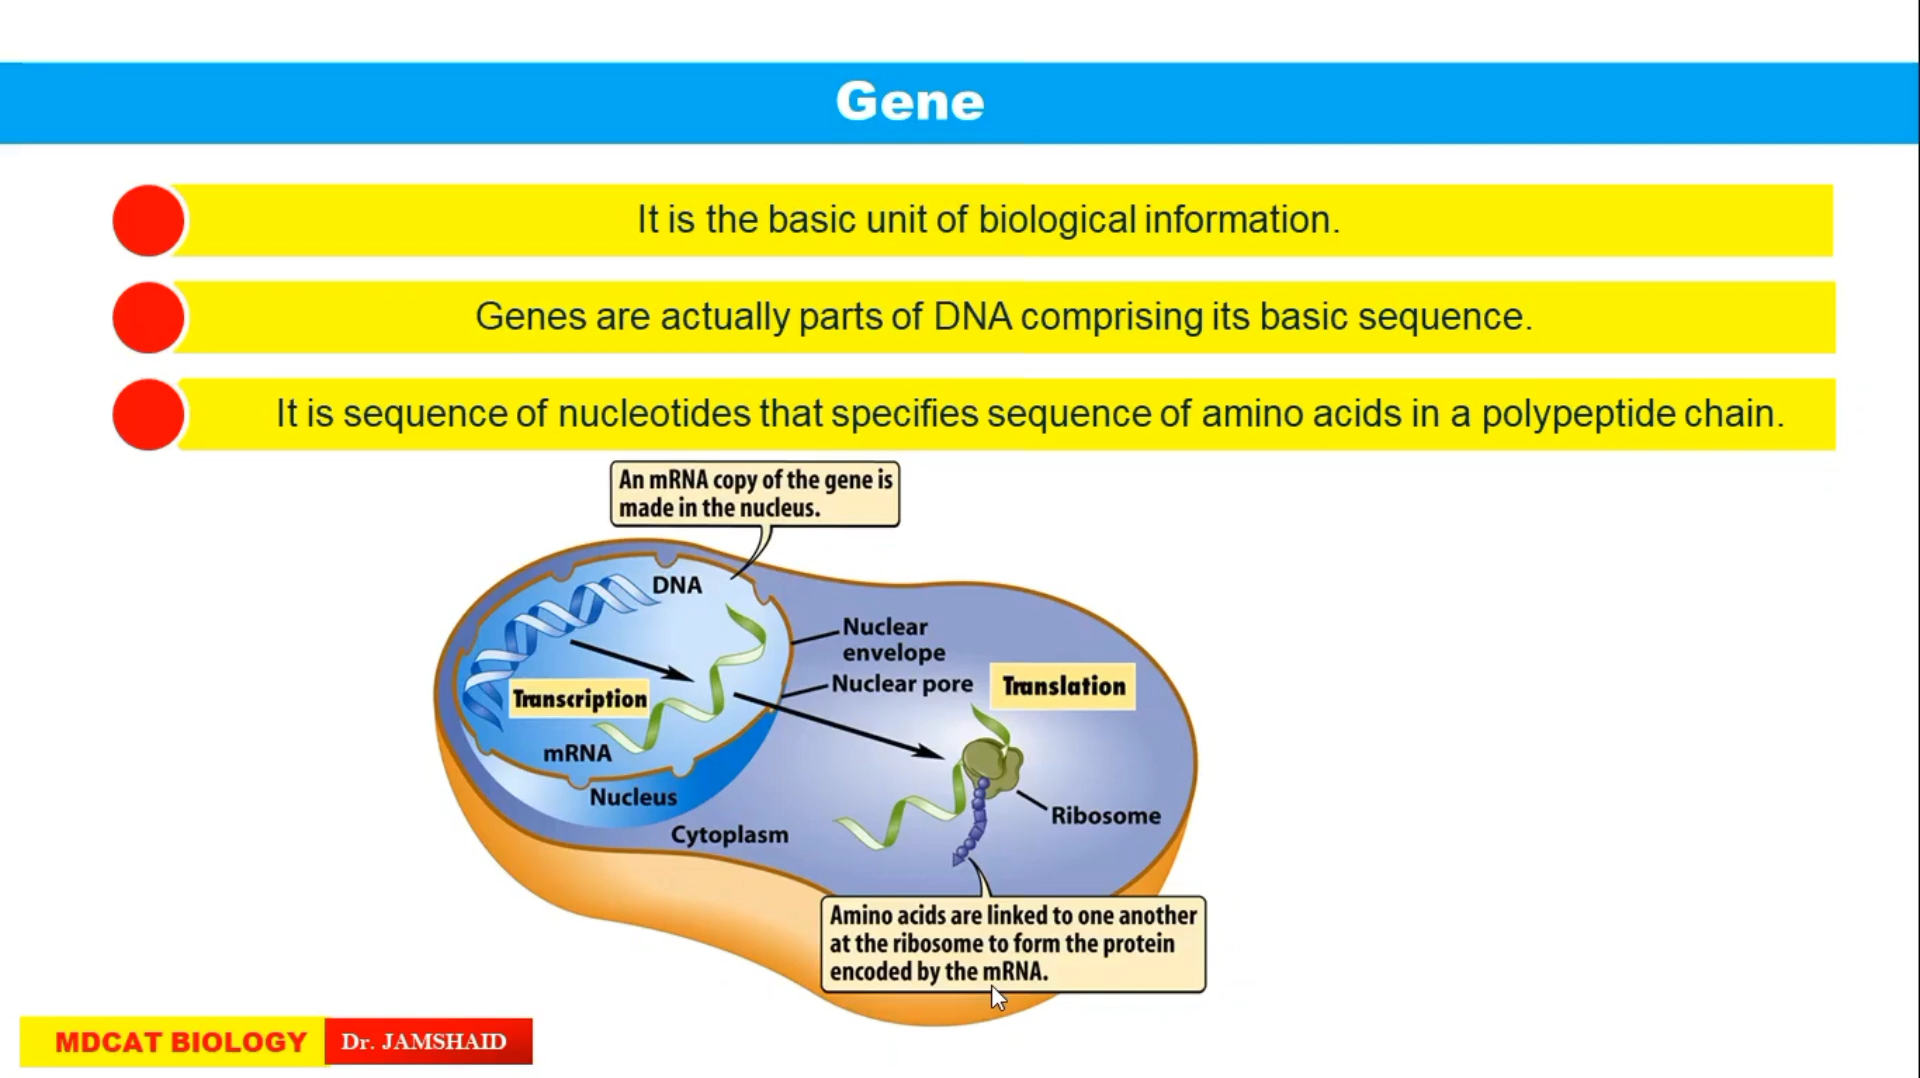 Gene
It is the basic unit of biological information.
Genes are actually parts of DNA comprising its basic sequence.
It is sequence of nucleotides that specifies sequence of amino acids in a polypeptide chain.
An mRNA copy of the gene is
made in the nucleus.
DNA
Nuclear
envelope
Nuclear pore
Translation
Transcription
mRNA
Nucleus
Cytoplasm
Ribosome
Amino acids are linked to one another
at the ribosome to form the protein
encoded by the mRNA.
MDCAT BIOLOGY
Dr. JAMSHAID